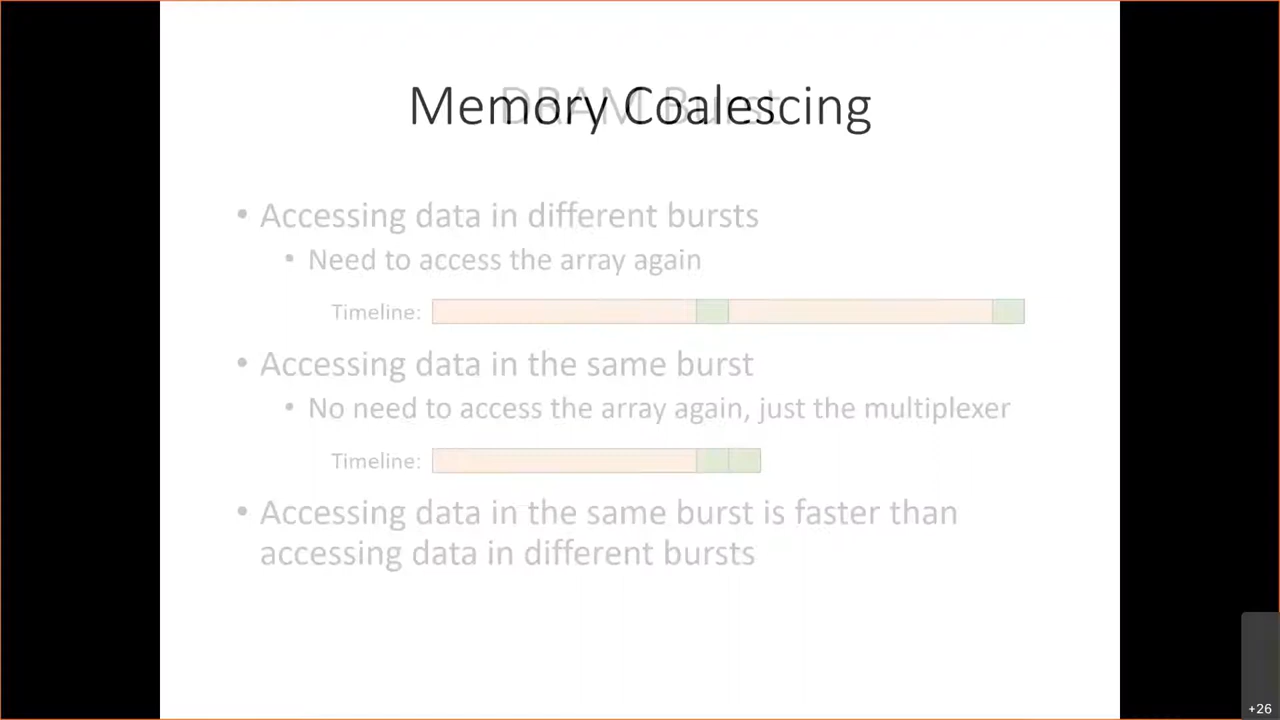 Memory Coalescing
DRAM Burst
• Accessing data in different bursts
• Need to access the array again
Timeline:
• Accessing data in the same burst
• No need to access the array again, just the multiplexer
Timeline:
• Accessing data in the same burst is faster than
accessing data in different bursts
+26